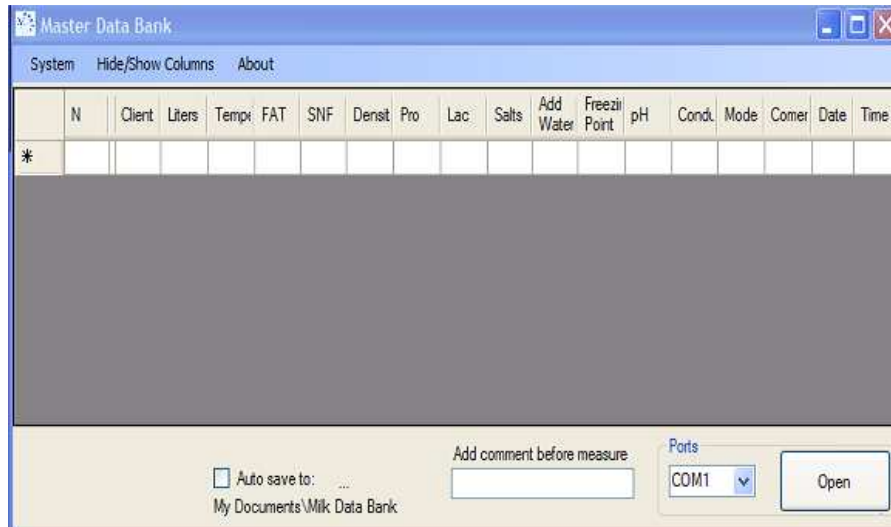 Master Data Bank
System Hide/Show Columns About
N Client Liters Tempe FAT SNF Densit Pro Lac Salts Add Water Freezin Point pH Condu Mode Comer Date Time
*
Add comment before measure
Ports
Auto save to: ...
COM1
Open
My Documents\Milk Data Bank